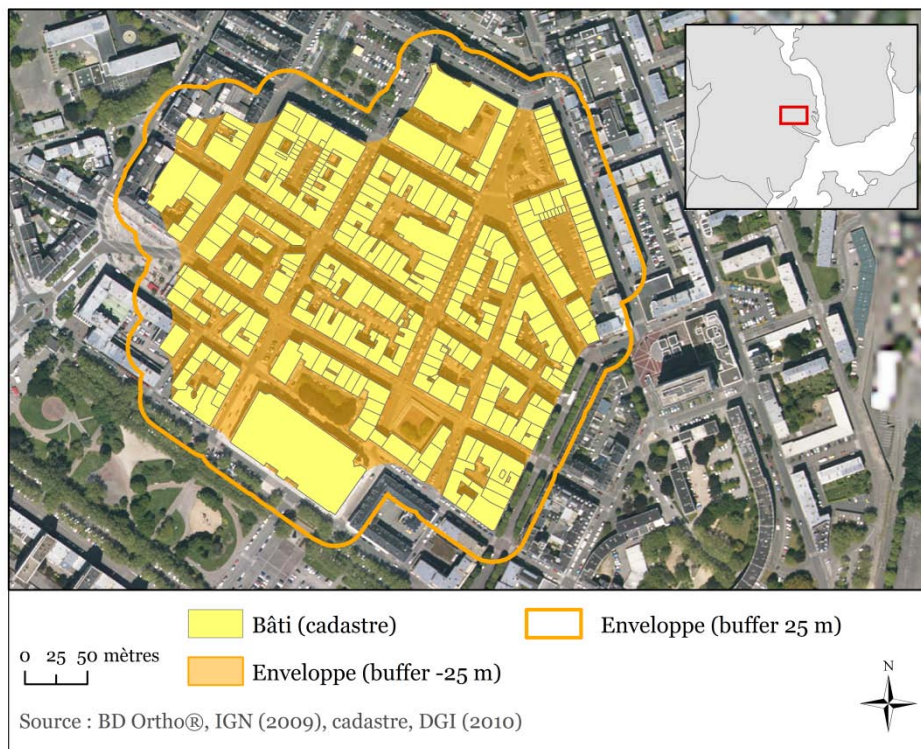 Bâti (cadastre)
Enveloppe (buffer 25 m)
0 25 50 mètres
Enveloppe (buffer -25 m)
N
Source : BD Ortho®, IGN (2009), cadastre, DGI (2010)